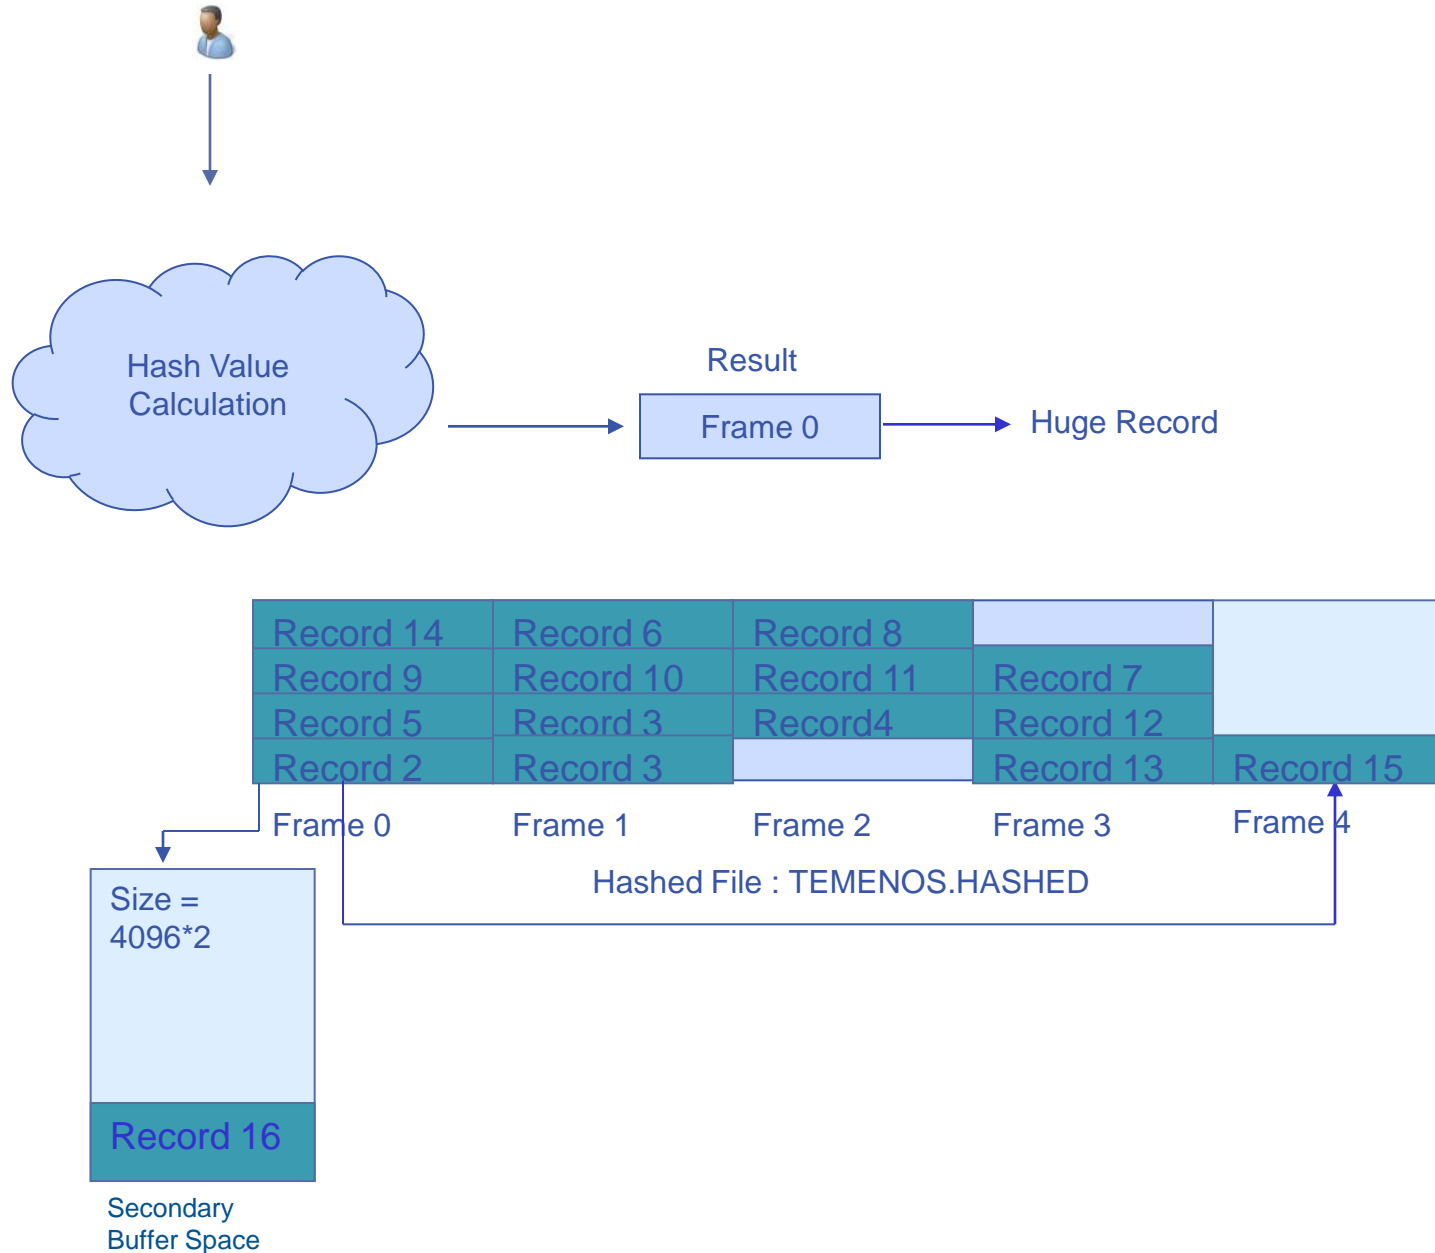 Hash Value
Calculation
Result
Frame 0
Huge Record
Record 14
Record 6
Record 8
Record 9
Record 10
Record 11
Record 7
Record 5
Record 3
Record4
Record 12
Record 2
Record 3
Record 13
Record 15
Frame 0
Frame 1
Frame 2
Frame 3
Frame 4
Hashed File : TEMENOS.HASHED
Size =
4096*2
Record 16
Secondary
Buffer Space